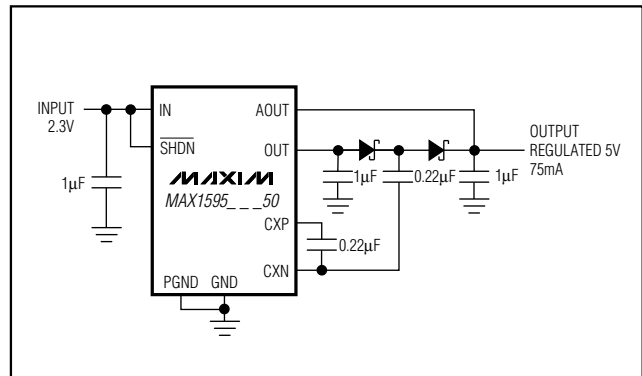 INPUT
2.3V
IN
SHDN
AOUT
OUT
OUTPUT
REGULATED 5V
75mA
1µF
1µF
0.22µF
1µF
MAXIM
MAX1595_ _ _50
CXP
0.22µF
CXN
PGND
GND